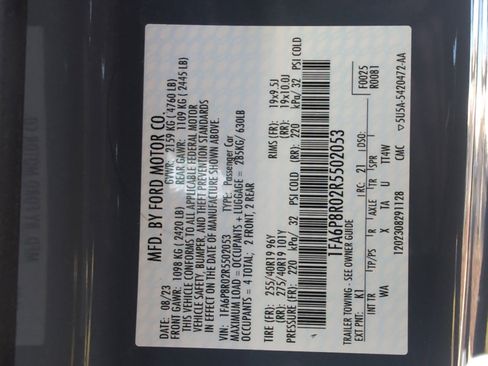 MFD. BY FORD MOTOR CO.
DATE: 08/23 GVWR: 2159 KG ( 4760 LB)
FRONT GAWR: 1098 KG ( 2420 LB) REAR GAWR: 1109 KG ( 2445 LB)
THIS VEHICLE CONFORMS TO ALL APPLICABLE FEDERAL MOTOR
VEHICLE SAFETY, BUMPER, AND THEFT PREVENTION STANDARDS
IN EFFECT ON THE DATE OF MANUFACTURE SHOWN ABOVE.
VIN: 1FA6P8R02R5502053 TYPE: Passenger Car
MAXIMUM LOAD = OCCUPANTS + LUGGAGE = 285KG/ 630LB
OCCUPANTS = 4 TOTAL; 2 FRONT, 2 REAR
TIRE (FR): 255/40R19 96Y RIMS (FR): 19x9.5J
(RR): 275/40R19 101Y (RR): 19x10.0J
PRESSURE (FR): 220 kPa/ 32 PSI COLD (RR): 220 kPa/ 32 PSI COLD
1FA6P8R02R5502053
TRAILER TOWING - SEE OWNER GUIDE F0025
EXT PNT: K1 RC: 21 DSO: R0081
INT TR TP/PS R AXLE TR SPR
X TA U TT4W
1202308291128 CMC 5U5A-5420472-AA